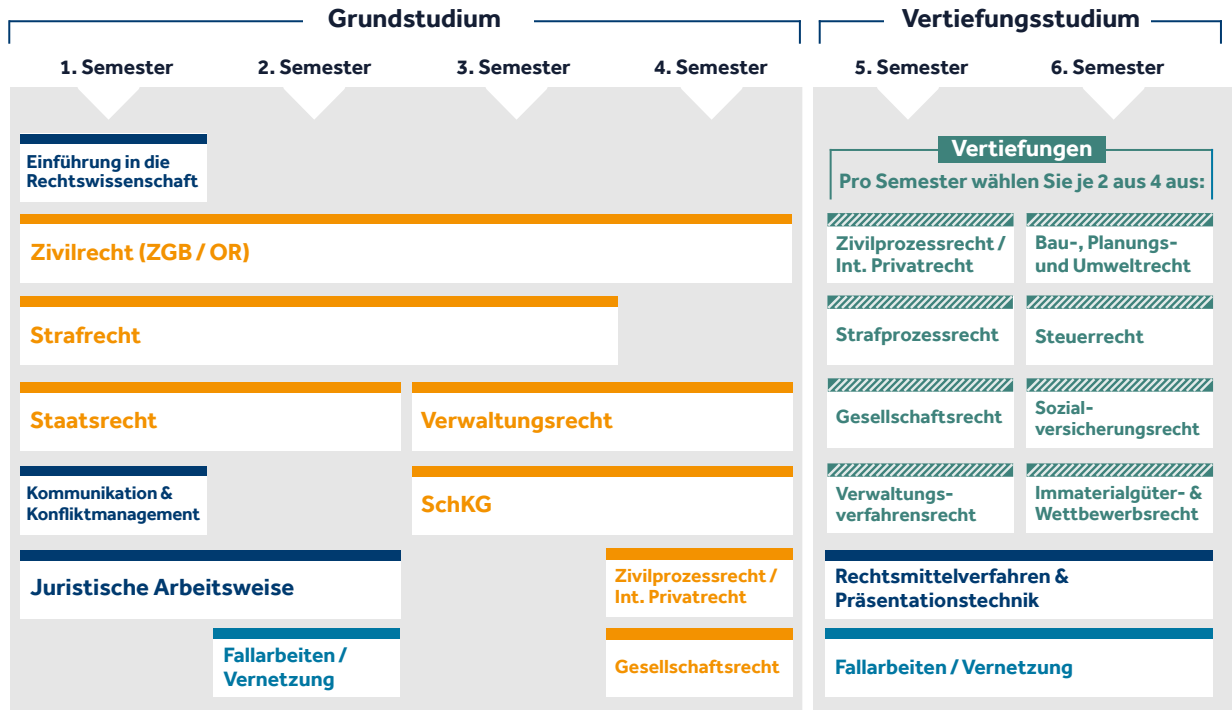 Grundstudium
Vertiefungsstudium
1. Semester
2. Semester
3. Semester
4. Semester
5. Semester
6. Semester
Einführung in die
Rechtswissenschaft
Zivilrecht (ZGB / OR)
Strafrecht
Staatsrecht
Verwaltungsrecht
Kommunikation &
Konfliktmanagement
SchKG
Juristische Arbeitsweise
Zivilprozessrecht /
Int. Privatrecht
Fallarbeiten /
Vernetzung
Gesellschaftsrecht
Vertiefungen
Pro Semester wählen Sie je 2 aus 4 aus:
Zivilprozessrecht /
Int. Privatrecht
Bau-, Planungs-
und Umweltrecht
Strafprozessrecht
Steuerrecht
Gesellschaftsrecht
Sozial-
versicherungsrecht
Verwaltungs-
verfahrensrecht
Immaterialgüter- &
Wettbewerbsrecht
Rechtsmittelverfahren &
Präsentationstechnik
Fallarbeiten / Vernetzung